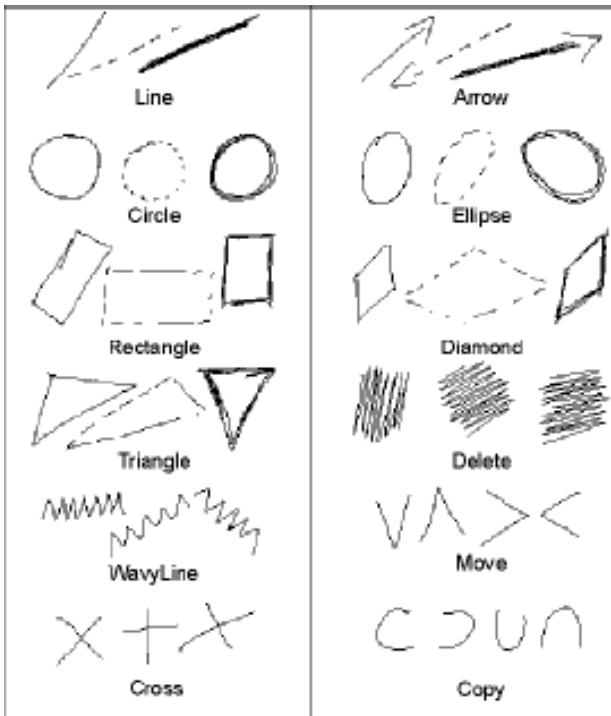 Line
Arrow
Circle
Ellipse
Rectangle
Diamond
Triangle
Delete
WavyLine
Move
Cross
Copy